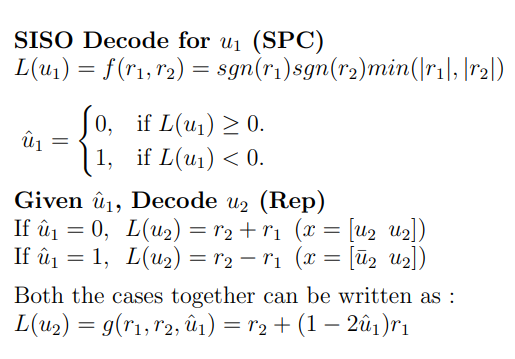 SISO Decode for u₁ (SPC)
L(u₁) = f(r₁, r₂) = sgn(r₁)sgn(r₂)min(|r₁|, |r₂|)
û₁ = { 0, if L(u₁) ≥ 0.
1, if L(u₁) < 0.
Given û₁, Decode u₂ (Rep)
If û₁ = 0, L(u₂) = r₂ + r₁ (x = [u₂ u₂])
If û₁ = 1, L(u₂) = r₂ − r₁ (x = [ū₂ u₂])
Both the cases together can be written as :
L(u₂) = g(r₁, r₂, û₁) = r₂ + (1 − 2û₁)r₁